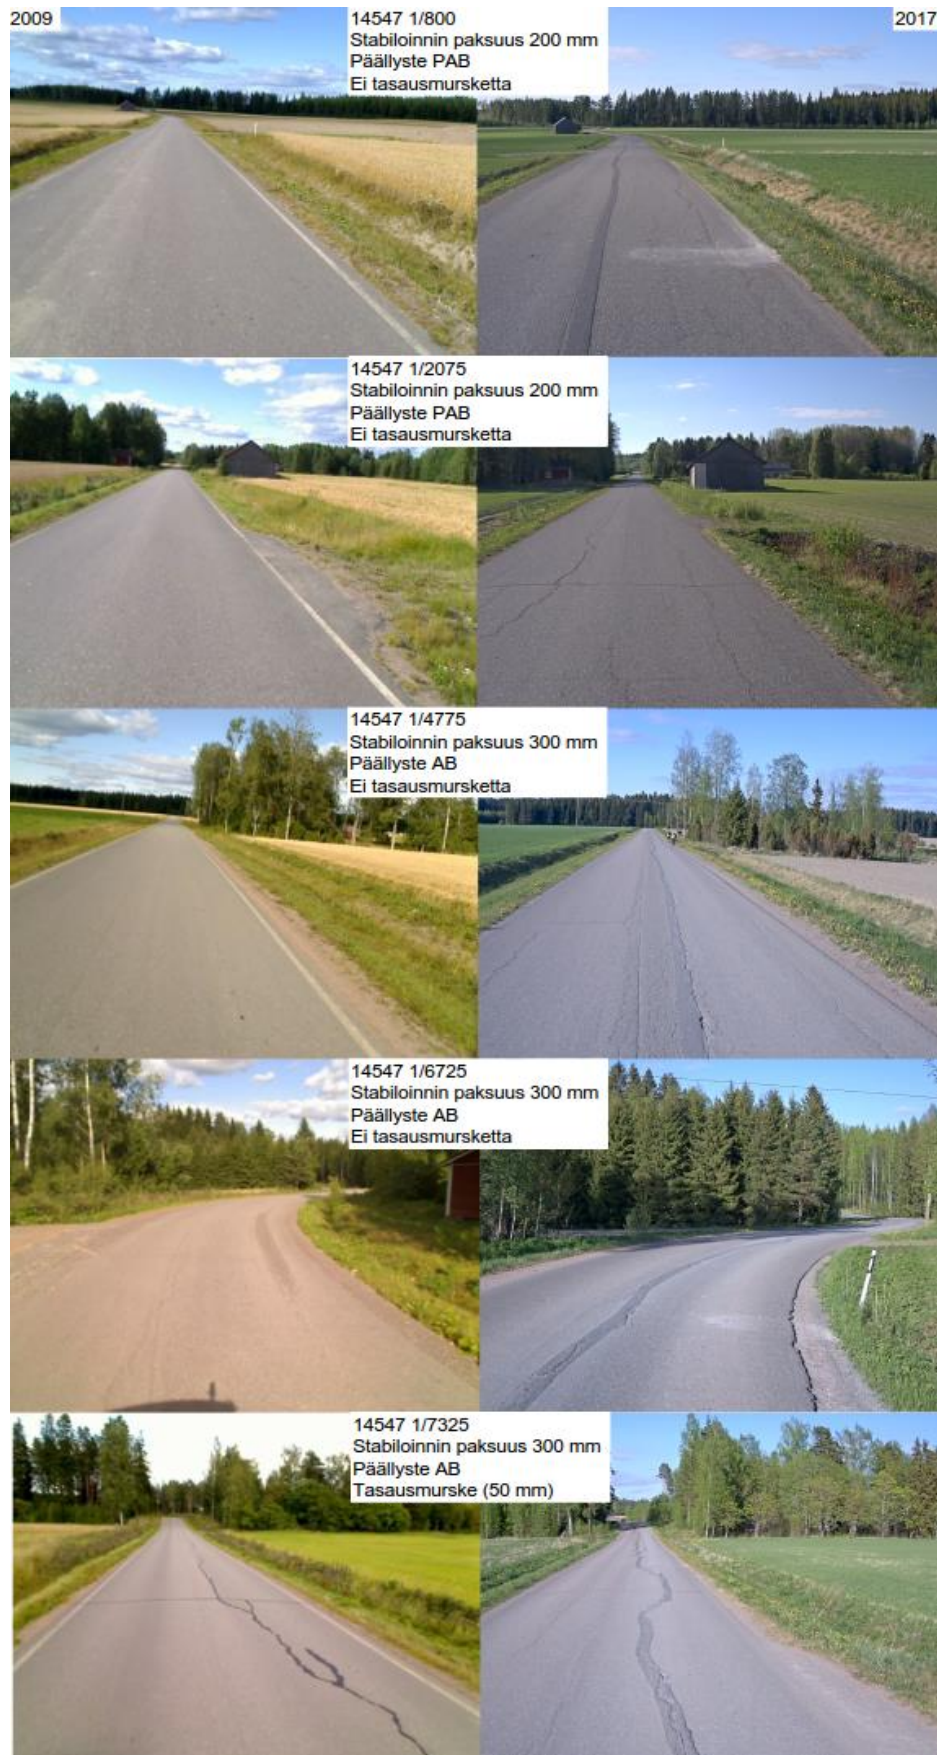 2009
14547 1/800
2017
Stabiloinnin paksuus 200 mm
Päällyste PAB
Ei tasausmursketta
14547 1/2075
Stabiloinnin paksuus 200 mm
Päällyste PAB
Ei tasausmursketta
14547 1/4775
Stabiloinnin paksuus 300 mm
Päällyste AB
Ei tasausmursketta
14547 1/6725
Stabiloinnin paksuus 300 mm
Päällyste AB
Ei tasausmursketta
14547 1/7325
Stabiloinnin paksuus 300 mm
Päällyste AB
Tasausmurske (50 mm)